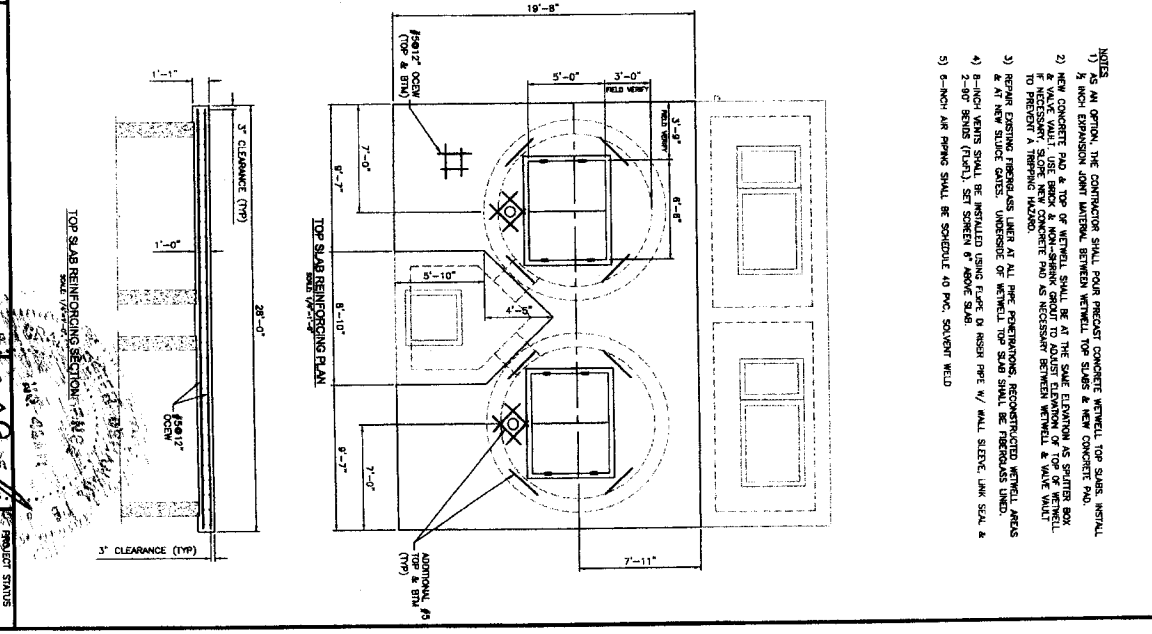 NOTES
1) AS AN OPTION, THE CONTRACTOR SHALL POUR PRECAST CONCRETE WETWELL TOP SLABS. INSTALL
½ INCH EXPANSION JOINT MATERIAL BETWEEN WETWELL TOP SLABS & NEW CONCRETE PAD.
2) NEW CONCRETE PAD & TOP OF WETWELL SHALL BE AT THE SAME ELEVATION AS SPLITTER BOX
& VALVE VAULT. USE BRICK & NON-SHRINK GROUT TO ADJUST ELEVATION OF TOP OF WETWELL
IF NECESSARY. SLOPE NEW CONCRETE PAD AS NECESSARY BETWEEN WETWELL & VALVE VAULT
TO PREVENT A TRIPPING HAZARD.
3) REPAIR EXISTING FIBERGLASS LINER AT ALL PIPE PENETRATIONS, RECONSTRUCTED WETWELL AREAS
& AT NEW SLUICE GATES. UNDERSIDE OF WETWELL TOP SLAB SHALL BE FIBERGLASS LINED.
4) 8-INCH VENTS SHALL BE INSTALLED USING FLxPE DI RISER PIPE W/ WALL SLEEVE, LINK SEAL &
2-90° BENDS (FLxFL). SET SCREEN 6" ABOVE SLAB.
5) 6-INCH AIR PIPING SHALL BE SCHEDULE 40 PVC, SOLVENT WELD
19'-8"
5'-0"
3'-0"
FIELD VERIFY
3'-9"
FIELD VERIFY
6'-8"
#5@12" OCEW
(TOP & BTM)
7'-0"
9'-7"
5'-10"
4'-5"
8'-10"
9'-7"
7'-0"
7'-11"
ADDITIONAL #5
TOP & BTM
(TYP)
TOP SLAB REINFORCING PLAN
1'-1"
3" CLEARANCE (TYP)
1'-0"
28'-0"
#5@12"
OCEW
3" CLEARANCE (TYP)
TOP SLAB REINFORCING SECTION
PROJECT STATUS